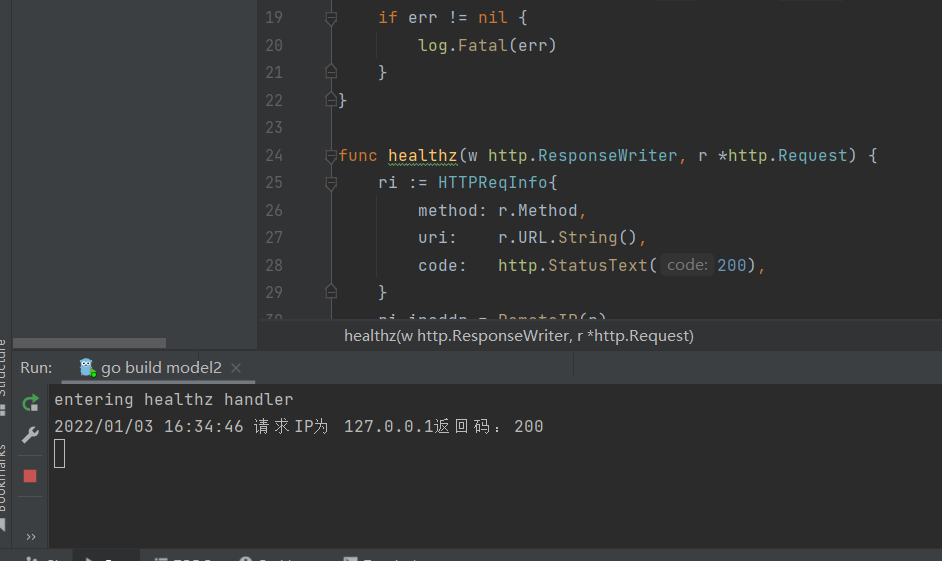 19 if err != nil {
20 log.Fatal(err)
21 }
22 }
23
24 func healthz(w http.ResponseWriter, r *http.Request) {
25 ri := HTTPReqInfo{
26 method: r.Method,
27 uri: r.URL.String(),
28 code: http.StatusText( code: 200),
29 }
healthz(w http.ResponseWriter, r *http.Request)
Structure
Run: go build model2
entering healthz handler
2022/01/03 16:34:46 请求IP为 127.0.0.1返回码：200
Bookmarks